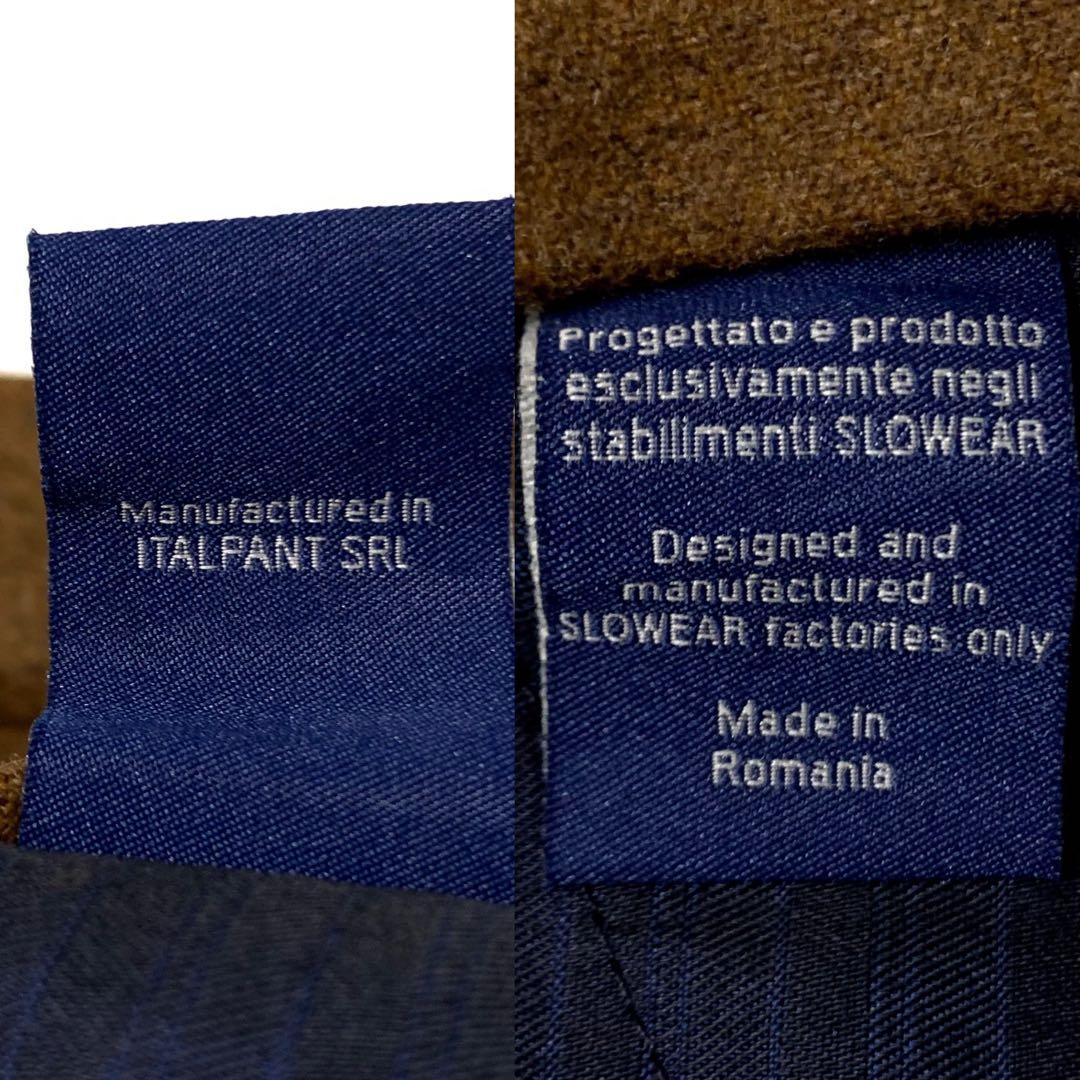 Manufactured in
ITALPANT SRL
Progettato e prodotto
esclusivamente negli
stabilimenti SLOWEAR
Designed and
manufactured in
SLOWEAR factories only
Made in
Romania